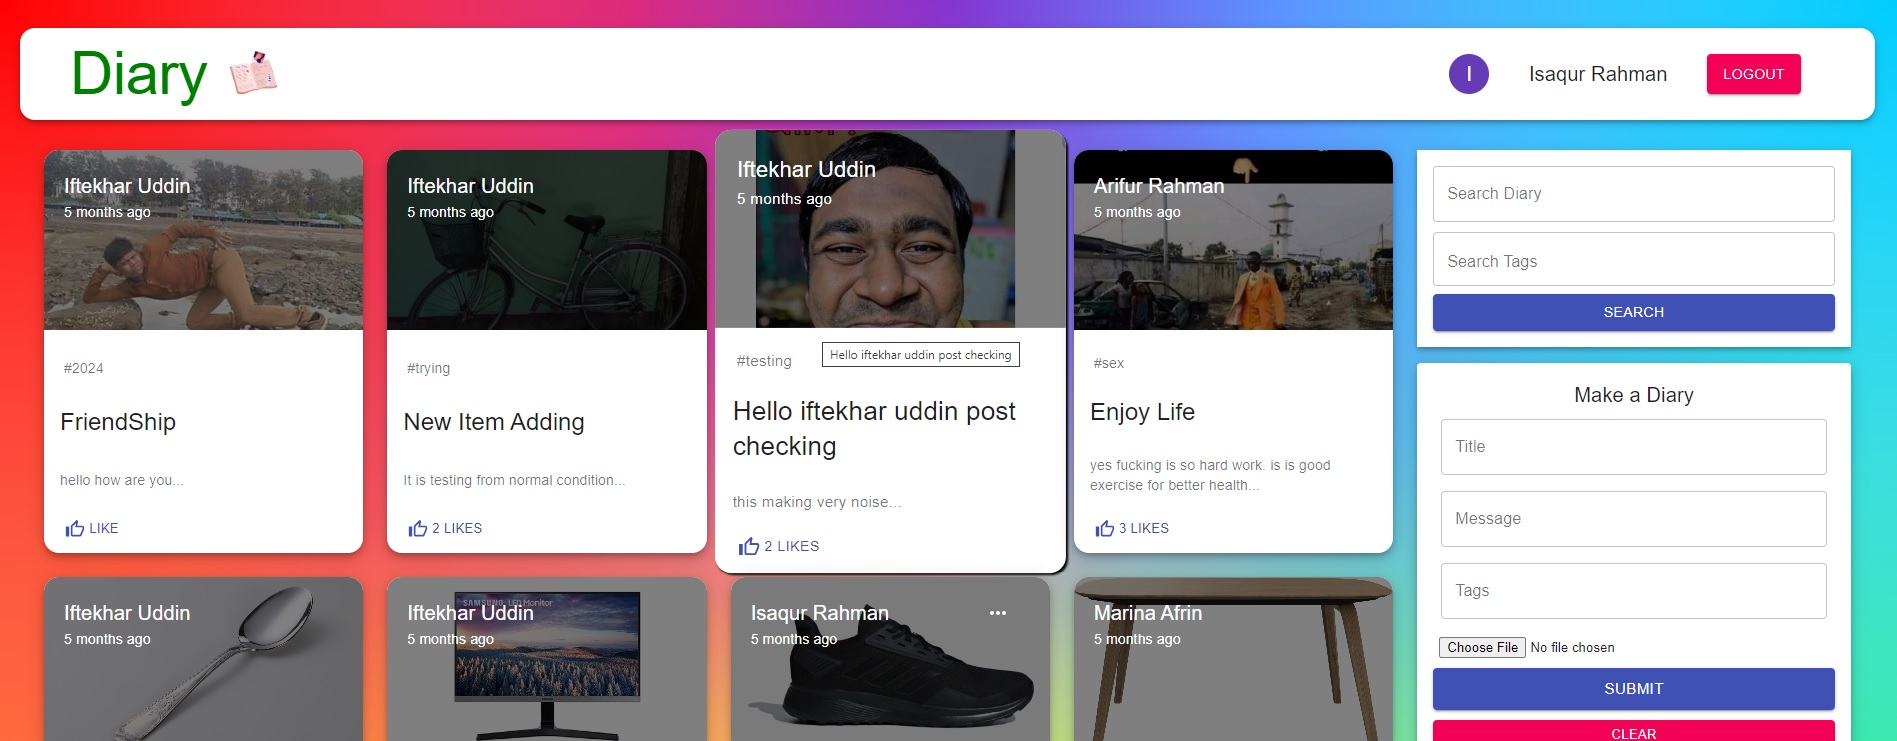 Diary
I
Isaqur Rahman
LOGOUT
Iftekhar Uddin
5 months ago
#2024
FriendShip
hello how are you...
LIKE
Iftekhar Uddin
5 months ago
#trying
New Item Adding
It is testing from normal condition...
2 LIKES
Iftekhar Uddin
5 months ago
#testing
Hello iftekhar uddin post checking
Hello iftekhar uddin post
checking
this making very noise...
2 LIKES
Arifur Rahman
5 months ago
#sex
Enjoy Life
yes fucking is so hard work. is is good
exercise for better health...
3 LIKES
Search Diary
Search Tags
SEARCH
Make a Diary
Title
Message
Tags
Choose File No file chosen
SUBMIT
CLEAR
Iftekhar Uddin
5 months ago
SAMSUNG LED Monitor
Iftekhar Uddin
5 months ago
Isaqur Rahman
5 months ago
Marina Afrin
5 months ago